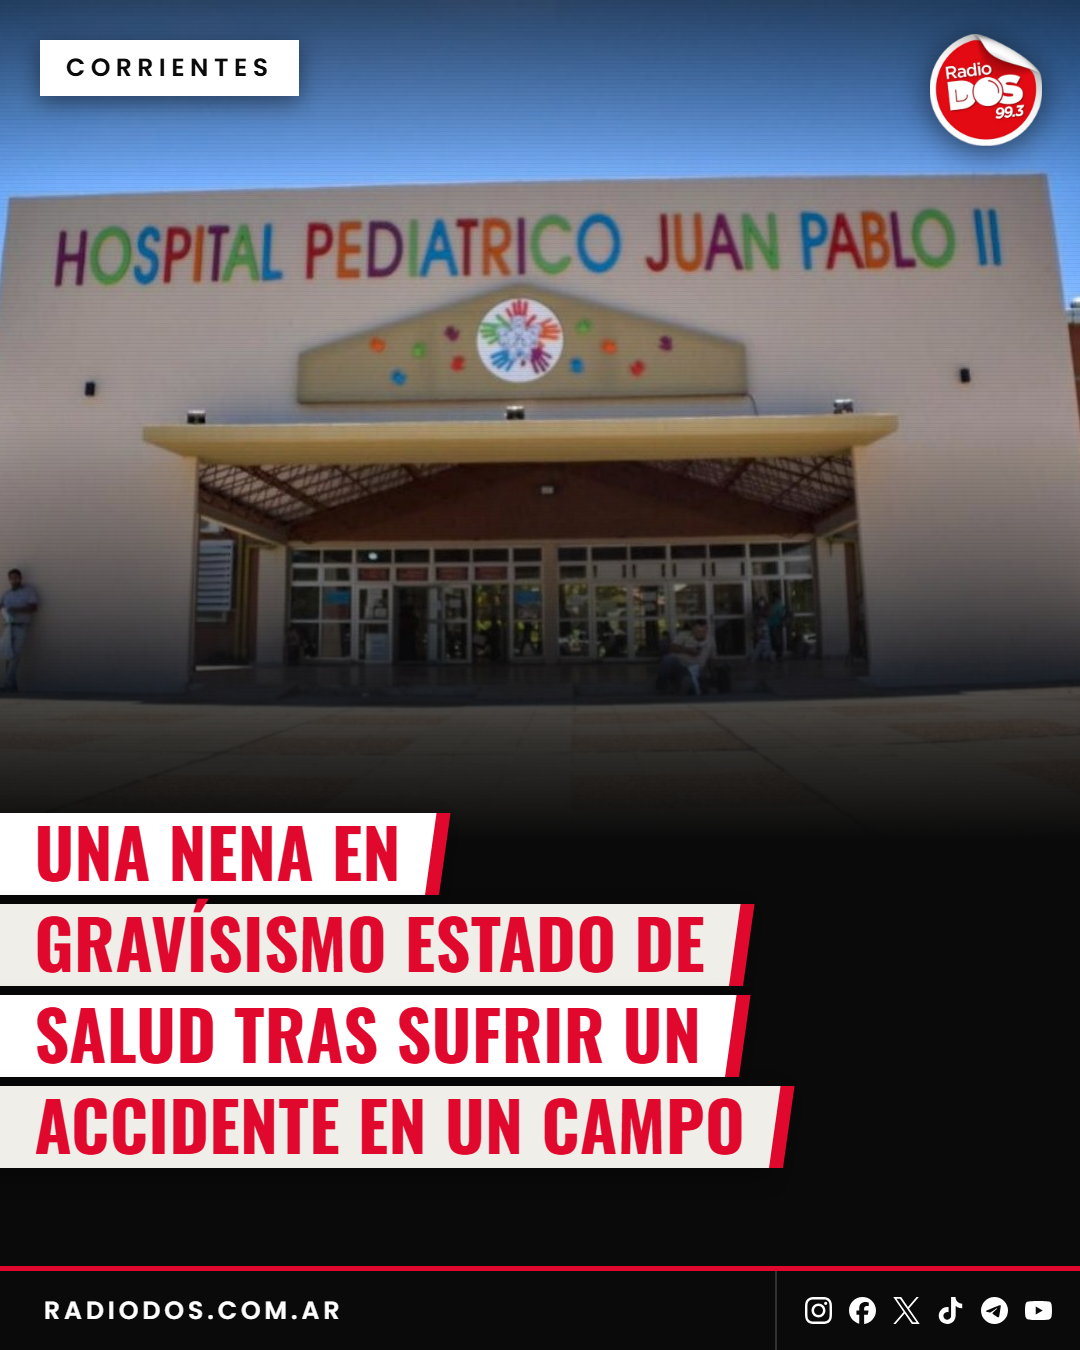 CORRIENTES
Radio
DOS
99.3
HOSPITAL PEDIATRICO JUAN PABLO II
UNA NENA EN
GRAVÍSISMO ESTADO DE
SALUD TRAS SUFRIR UN
ACCIDENTE EN UN CAMPO
RADIODOS.COM.AR